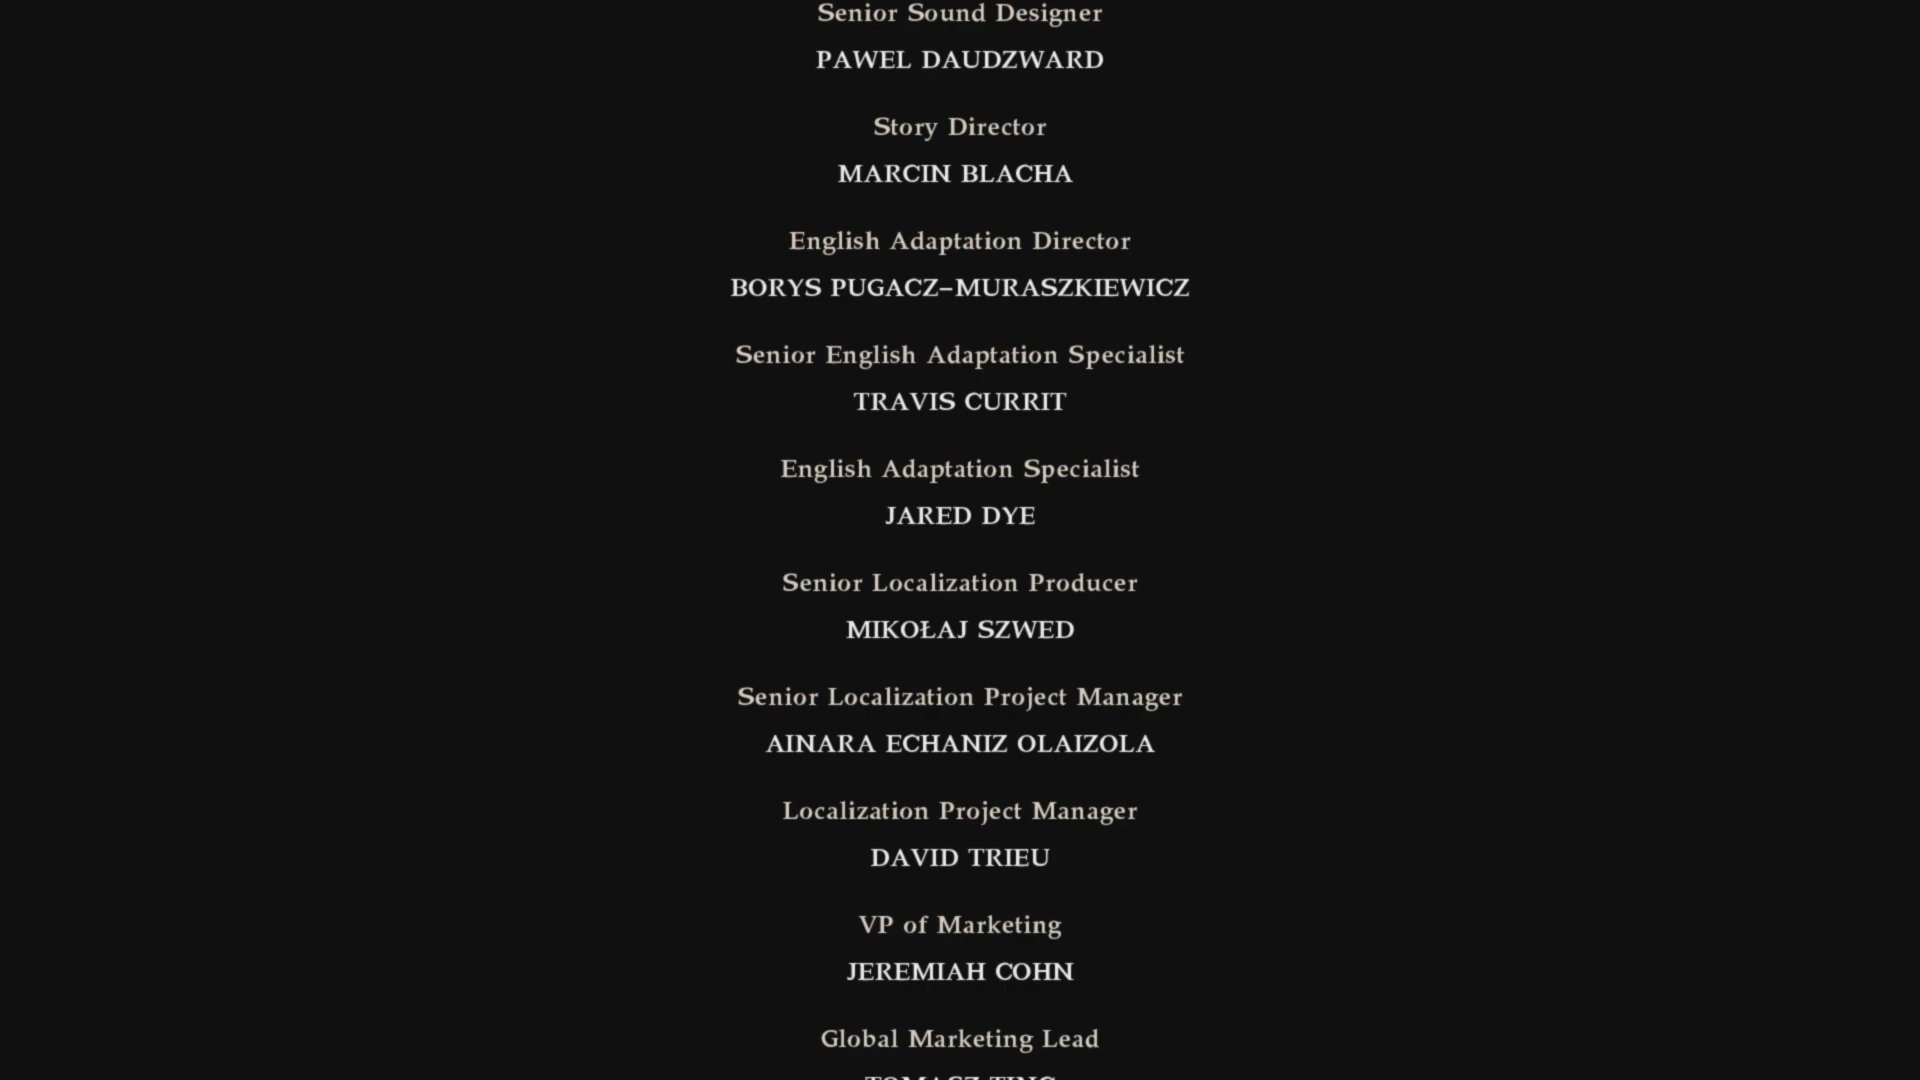 Senior Sound Designer
PAWEL DAUDZWARD
Story Director
MARCIN BLACHA
English Adaptation Director
BORYS PUGACZ–MURASZKIEWICZ
Senior English Adaptation Specialist
TRAVIS CURRIT
English Adaptation Specialist
JARED DYE
Senior Localization Producer
MIKOŁAJ SZWED
Senior Localization Project Manager
AINARA ECHANIZ OLAIZOLA
Localization Project Manager
DAVID TRIEU
VP of Marketing
JEREMIAH COHN
Global Marketing Lead